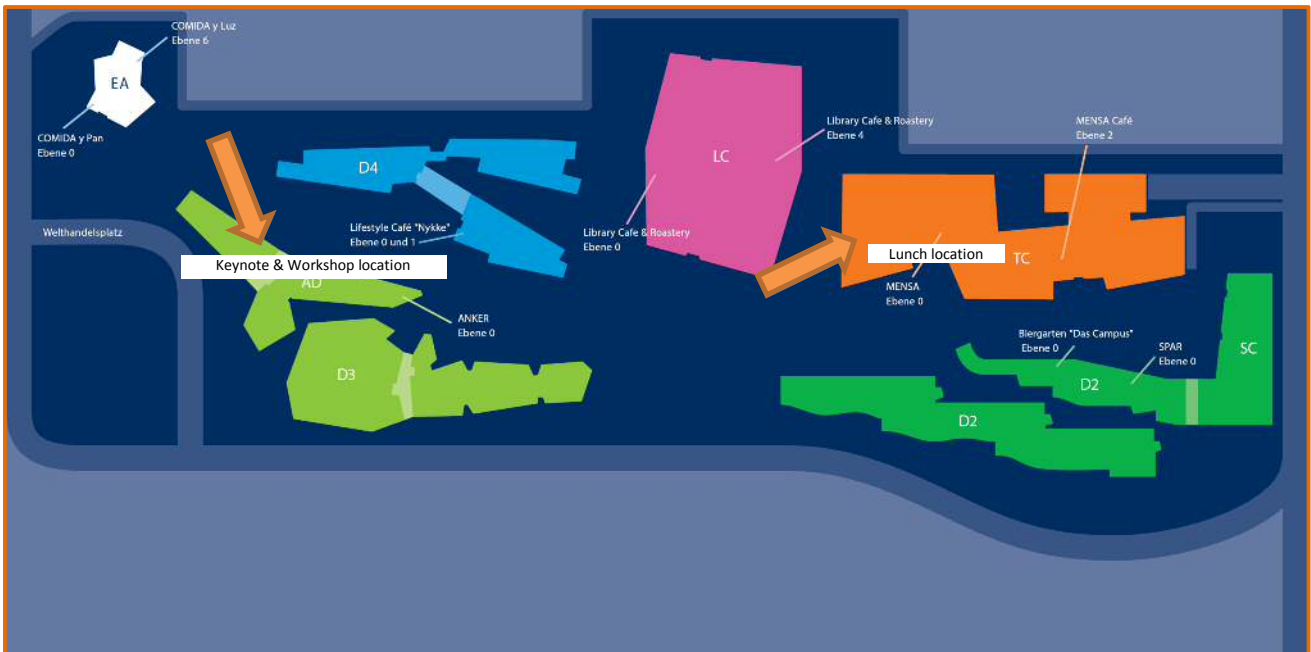 COMIDA y Luz
Ebene 6
EA
COMIDA y Pan
Ebene 0
D4
LC
Library Cafe & Roastery
Ebene 4
MENSA Café
Ebene 2
Welthandelsplatz
Lifestyle Café "Nykke"
Ebene 0 und 1
Library Cafe & Roastery
Ebene 0
Keynote & Workshop location
AD
Lunch location
TC
MENSA
Ebene 0
ANKER
Ebene 0
D3
Biergarten "Das Campus"
Ebene 0
SPAR
Ebene 0
SC
D2
D2